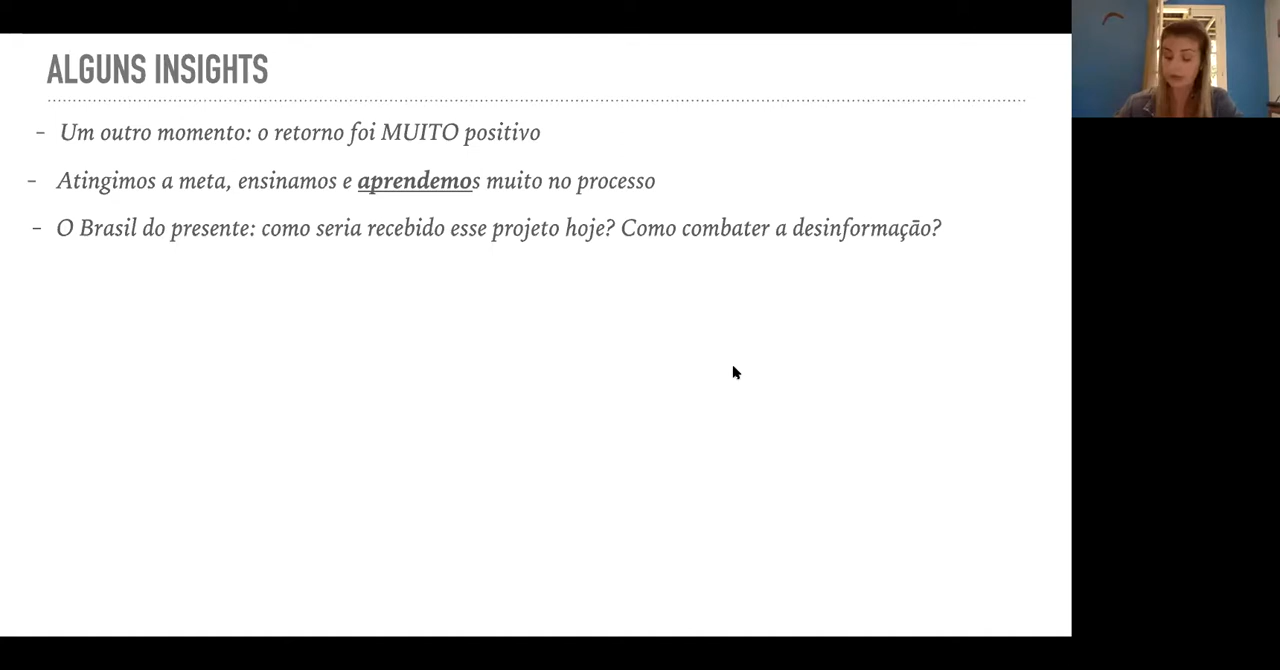 ALGUNS INSIGHTS
- Um outro momento: o retorno foi MUITO positivo
- Atingimos a meta, ensinamos e aprendemos muito no processo
- O Brasil do presente: como seria recebido esse projeto hoje? Como combater a desinformação?